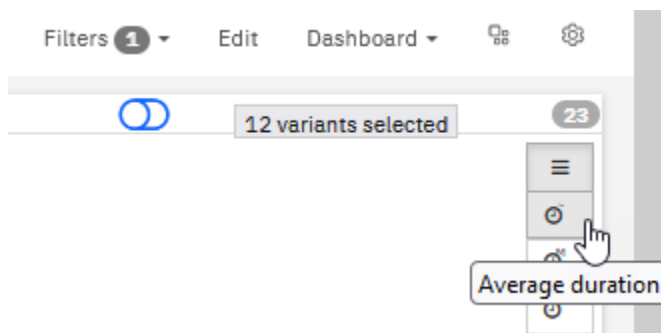 Filters 1 Edit Dashboard
12 variants selected 23
M
Average duration